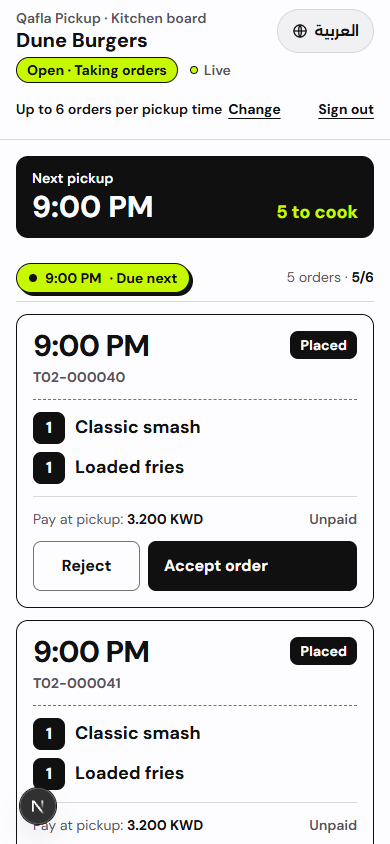 Qafla Pickup · Kitchen board
Dune Burgers
العربية
Open · Taking orders
Live
Up to 6 orders per pickup time Change
Sign out
Next pickup
9:00 PM
5 to cook
9:00 PM · Due next
5 orders · 5/6
9:00 PM
Placed
T02-000040
1 Classic smash
1 Loaded fries
Pay at pickup: 3.200 KWD
Unpaid
Reject
Accept order
9:00 PM
Placed
T02-000041
1 Classic smash
1 Loaded fries
N
Pay at pickup: 3.200 KWD
Unpaid